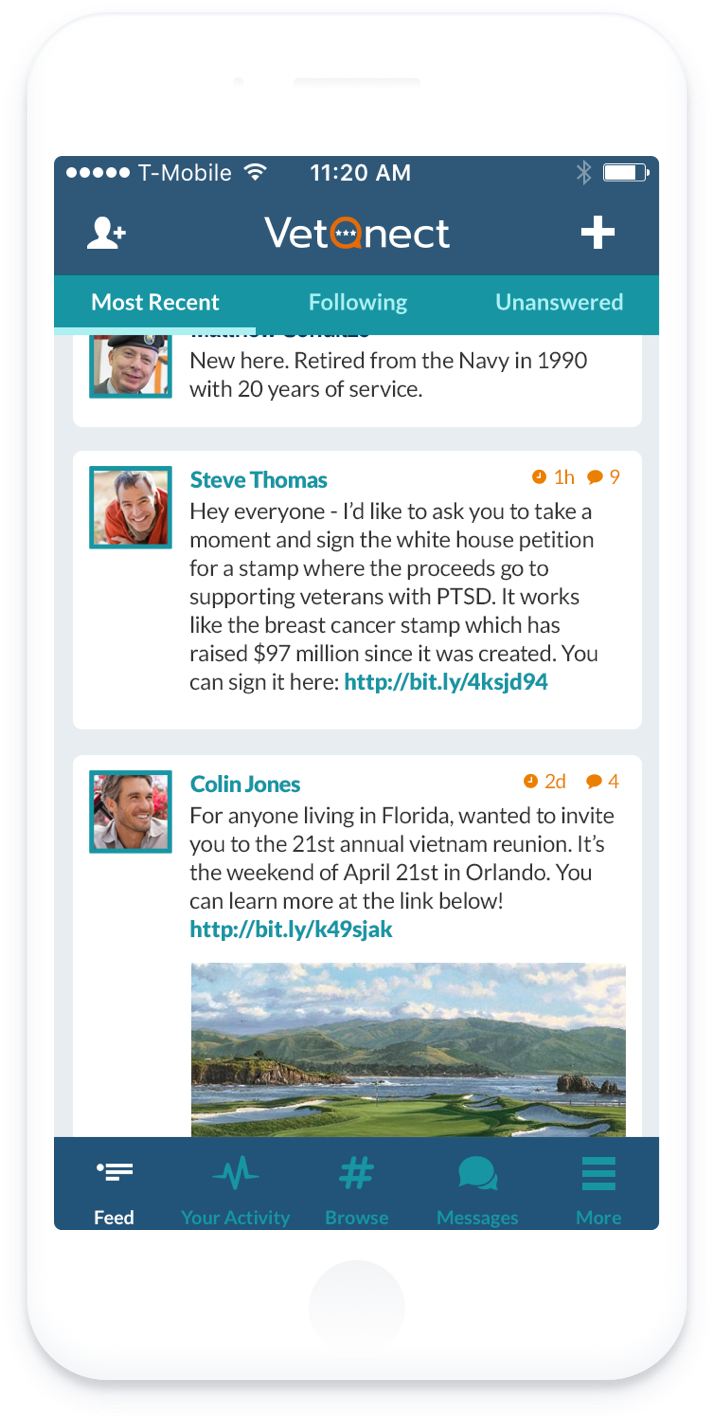 T-Mobile 11:20 AM
VetQnect
Most Recent Following Unanswered
New here. Retired from the Navy in 1990
with 20 years of service.
Steve Thomas 1h 9
Hey everyone - I’d like to ask you to take a
moment and sign the white house petition
for a stamp where the proceeds go to
supporting veterans with PTSD. It works
like the breast cancer stamp which has
raised $97 million since it was created. You
can sign it here: http://bit.ly/4ksjd94
Colin Jones 2d 4
For anyone living in Florida, wanted to invite
you to the 21st annual vietnam reunion. It’s
the weekend of April 21st in Orlando. You
can learn more at the link below!
http://bit.ly/k49sjak
Feed Your Activity Browse Messages More